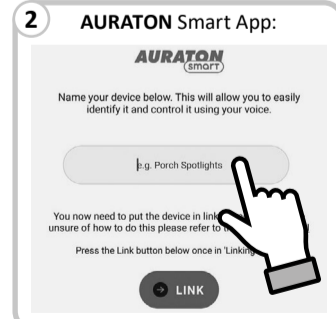 2 AURATON Smart App:
AURATON
smart
Name your device below. This will allow you to easily
identify it and control it using your voice.
e.g. Porch Spotlights
You now need to put the device in link
unsure of how to do this please refer to t
Press the Link button below once in 'Linking
LINK